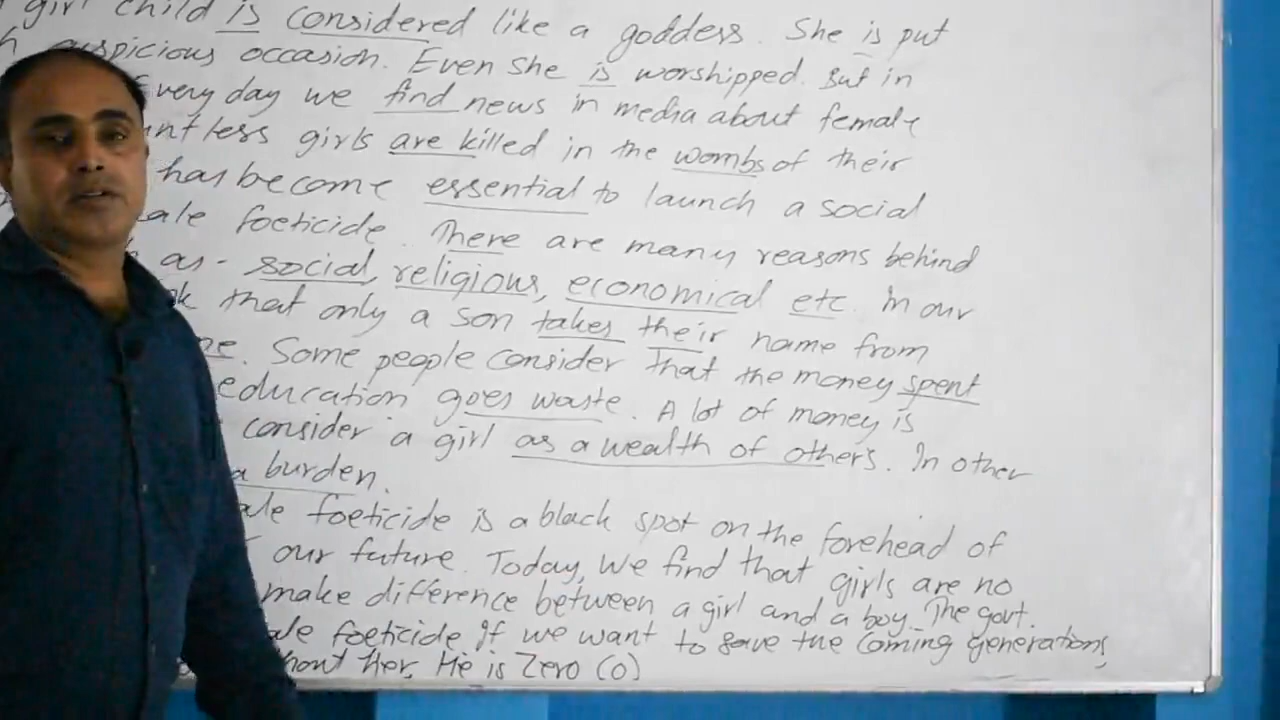 girl child is considered like a goddess. She is put
auspicious occasion. Even she is worshipped. But in
Every day we find news in media about female
girls are killed in the wombs of their
has become essential to launch a social
foeticide. There are many reasons behind
as - social, religious, economical etc. In our
that only a son takes their name from
Some people consider that the money spent
education goes waste. A lot of money is
consider a girl as a wealth of others. In other
a burden.
foeticide is a black spot on the forehead of
our future. Today, we find that girls are no
make difference between a girl and a boy. The govt.
foeticide if we want to save the coming generations,
Her, He is Zero (0)